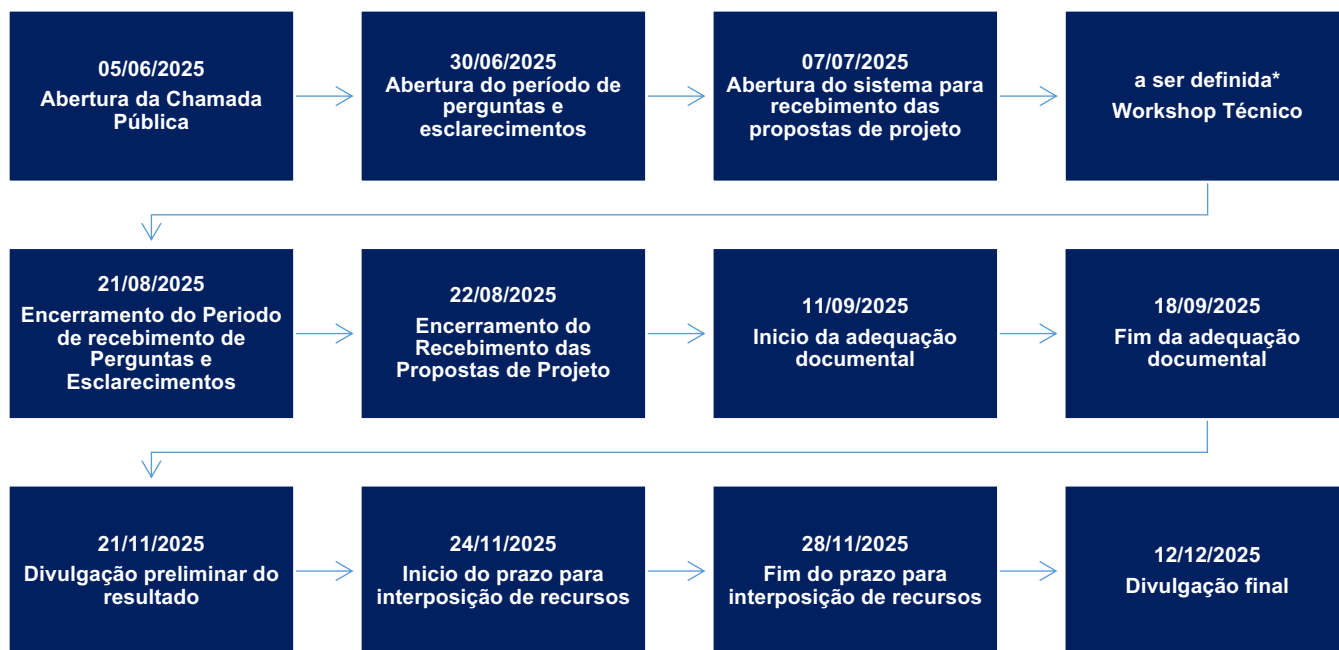 05/06/2025
Abertura da Chamada
Pública
30/06/2025
Abertura do período de
perguntas e
esclarecimentos
07/07/2025
Abertura do sistema para
recebimento das
propostas de projeto
a ser definida*
Workshop Técnico
21/08/2025
Encerramento do Periodo
de recebimento de
Perguntas e
Esclarecimentos
22/08/2025
Encerramento do
Recebimento das
Propostas de Projeto
11/09/2025
Inicio da adequação
documental
18/09/2025
Fim da adequação
documental
21/11/2025
Divulgação preliminar do
resultado
24/11/2025
Inicio do prazo para
interposição de recursos
28/11/2025
Fim do prazo para
interposição de recursos
12/12/2025
Divulgação final